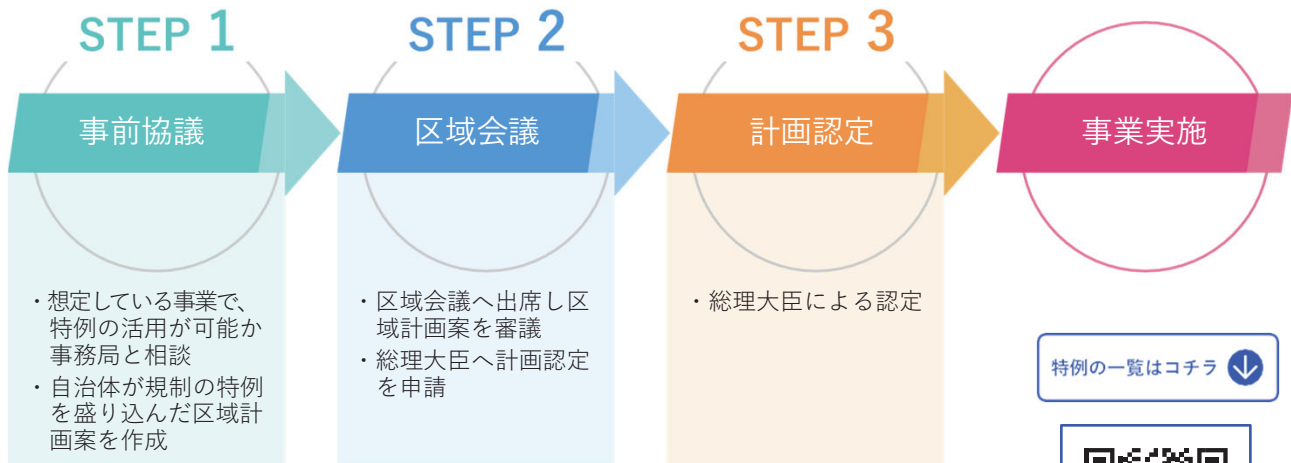 STEP 1
事前協議
・想定している事業で、
特例の活用が可能か
事務局と相談
・自治体が規制の特例
を盛り込んだ区域計
画案を作成
STEP 2
区域会議
・区域会議へ出席し区
域計画案を審議
・総理大臣へ計画認定
を申請
STEP 3
計画認定
・総理大臣による認定
事業実施
特例の一覧はコチラ